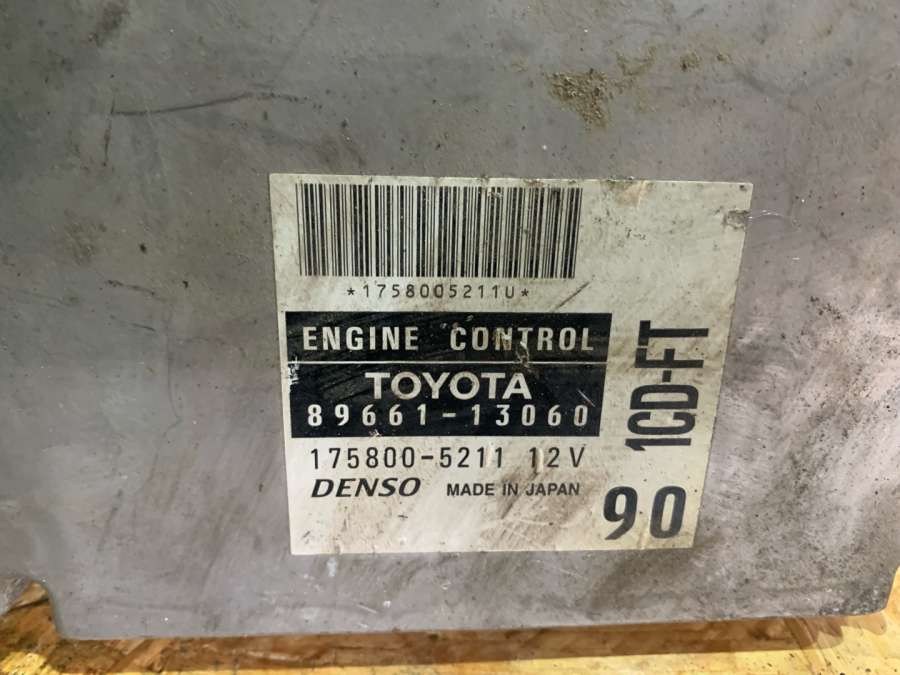 *1758005211U*
ENGINE CONTROL
TOYOTA
89661-13060
175800-5211 12V
DENSO MADE IN JAPAN
1CD-FT
90